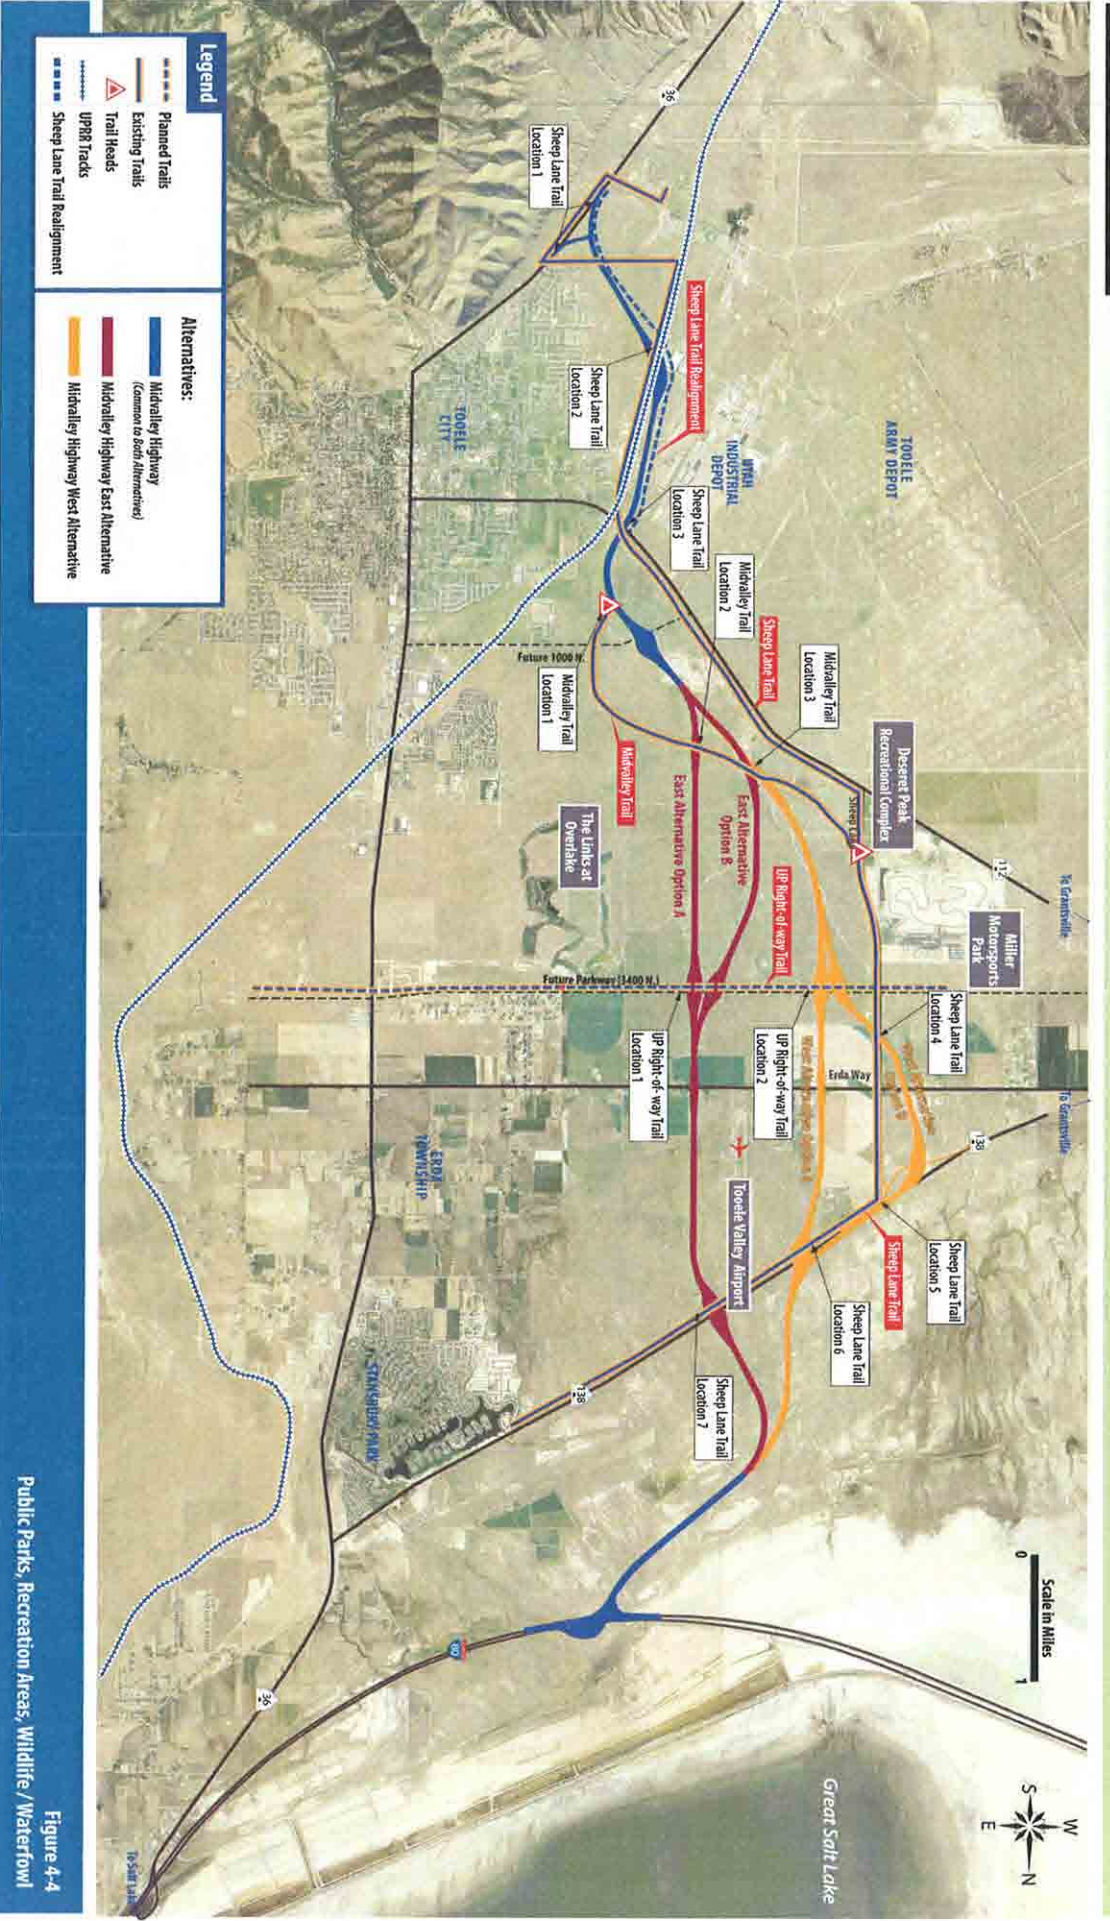 Legend
Planned Trails
Existing Trails
Trail Heads
UPRR Tracks
Sheep Lane Trail Realignment
Alternatives:
Midvalley Highway
(Common to Both Alternatives)
Midvalley Highway East Alternative
Midvalley Highway West Alternative
36
Sheep Lane Trail
Location 1
Sheep Lane Trail Realignment
Sheep Lane Trail
Location 2
TOOELE
CITY
UTAH
INDUSTRIAL
DEPOT
TOOELE
ARMY DEPOT
Sheep Lane Trail
Location 3
Midvalley Trail
Location 2
Sheep Lane Trail
Midvalley Trail
Location 3
Future 1000 N.
Midvalley Trail
Location 1
Midvalley Trail
Deseret Peak
Recreational Complex
112
To Grantsville
East Alternative Option A
East Alternative
Option B
The Links at
Overlake
UP Right-of-way Trail
Miller
Motorsports
Park
Future Parkway (3400 N.)
Sheep Lane Trail
Location 4
UP Right-of-way Trail
Location 1
UP Right-of-way Trail
Location 2
Erda Way
To Grantsville
138
ERDA
TOWNSHIP
Tooele Valley Airport
Sheep Lane Trail
Sheep Lane Trail
Location 5
Sheep Lane Trail
Location 6
Sheep Lane Trail
Location 7
138
STANSBURY PARK
80
36
Scale in Miles
0
1
Great Salt Lake
S
W
E
N
Figure 4-4
Public Parks, Recreation Areas, Wildlife / Waterfowl